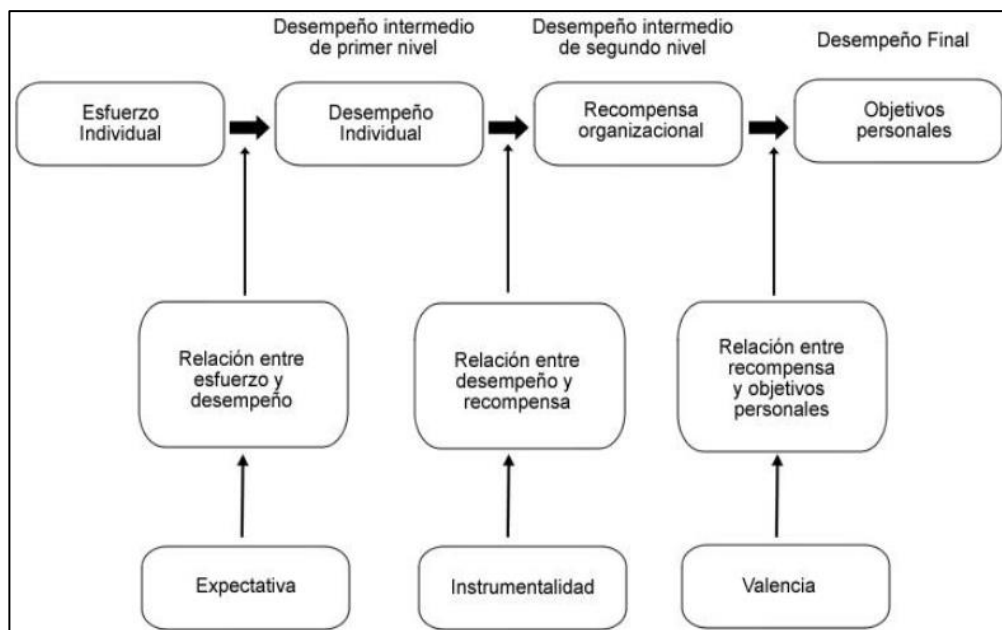 Desempeño intermedio
de primer nivel
Desempeño intermedio
de segundo nivel
Desempeño Final
Esfuerzo
Individual
Desempeño
Individual
Recompensa
organizacional
Objetivos
personales
Relación entre
esfuerzo y
desempeño
Relación entre
desempeño y
recompensa
Relación entre
recompensa
y objetivos
personales
Expectativa
Instrumentalidad
Valencia